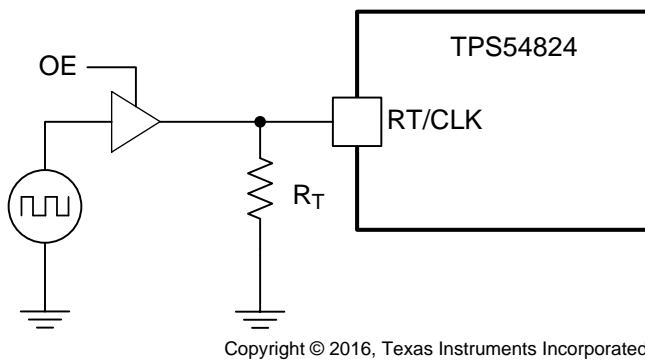 TPS54824
OE
RT/CLK
R_T
Copyright © 2016, Texas Instruments Incorporated